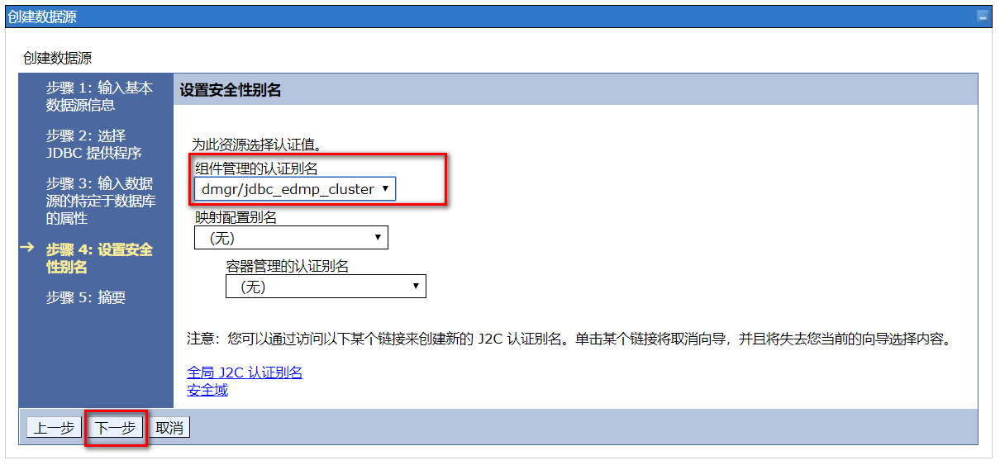 创建数据源
创建数据源
步骤 1: 输入基本
数据源信息
步骤 2: 选择
JDBC 提供程序
步骤 3: 输入数据
源的特定于数据库
的属性
步骤 4: 设置安全
性别名
步骤 5: 摘要
设置安全性别名
为此资源选择认证值。
组件管理的认证别名
dmgr/jdbc_edmp_cluster
映射配置别名
（无）
容器管理的认证别名
（无）
注意：您可以通过访问以下某个链接来创建新的 J2C 认证别名。单击某个链接将取消向导，并且将失去您当前的向导选择内容。
全局 J2C 认证别名
安全域
上一步 下一步 取消